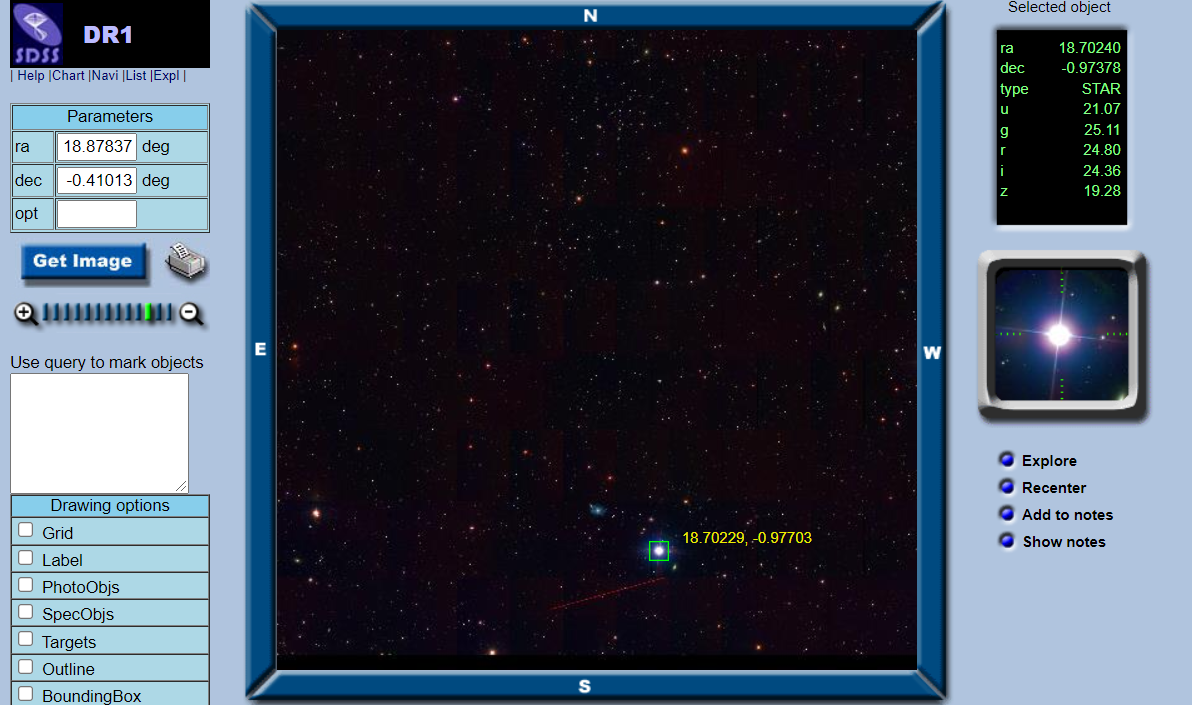 SDSS
DR1
| Help |Chart |Navi |List |Expl |
Parameters
ra 18.87837 deg
dec -0.41013 deg
opt
Get Image
Use query to mark objects
Drawing options
Grid
Label
PhotoObjs
SpecObjs
Targets
Outline
BoundingBox
N
E
W
S
18.70229, -0.97703
Selected object
ra 18.70240
dec -0.97378
type STAR
u 21.07
g 25.11
r 24.80
i 24.36
z 19.28
Explore
Recenter
Add to notes
Show notes